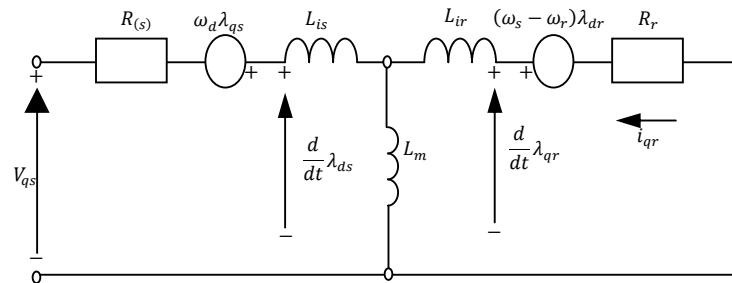 R(s) ω_d λ_qs L_is L_ir (ω_s − ω_r)λ_dr R_r
+ + + + +
V_qs d/dt λ_ds L_m d/dt λ_qr i_qr
− − −